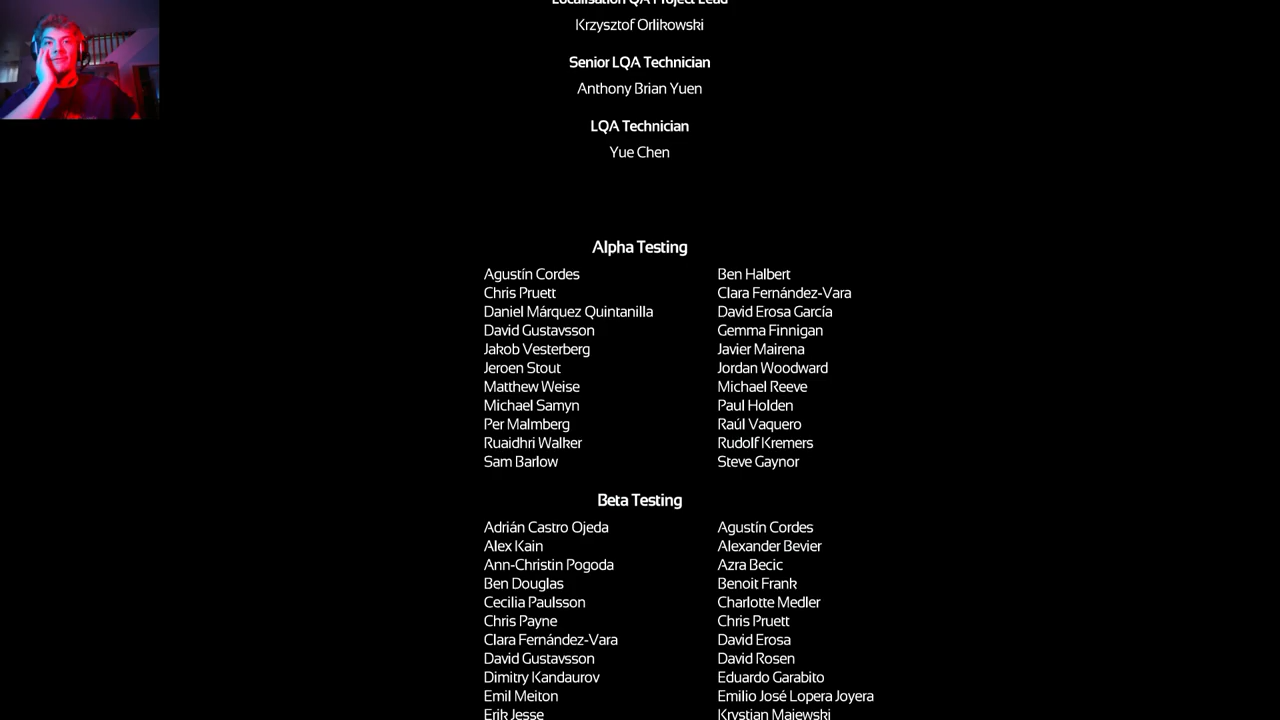 Localisation QA Project Lead
Krzysztof Orlikowski
Senior LQA Technician
Anthony Brian Yuen
LQA Technician
Yue Chen
Alpha Testing
Agustín Cordes Ben Halbert
Chris Pruett Clara Fernández-Vara
Daniel Márquez Quintanilla David Erosa García
David Gustavsson Gemma Finnigan
Jakob Vesterberg Javier Mairena
Jeroen Stout Jordan Woodward
Matthew Weise Michael Reeve
Michael Samyn Paul Holden
Per Malmberg Raúl Vaquero
Ruaidhri Walker Rudolf Kremers
Sam Barlow Steve Gaynor
Beta Testing
Adrián Castro Ojeda Agustín Cordes
Alex Kain Alexander Bevier
Ann-Christin Pogoda Azra Becic
Ben Douglas Benoit Frank
Cecilia Paulsson Charlotte Medler
Chris Payne Chris Pruett
Clara Fernández-Vara David Erosa
David Gustavsson David Rosen
Dimitry Kandaurov Eduardo Garabito
Emil Meiton Emilio José Lopera Joyera
Erik Jesse Krystian Majewski